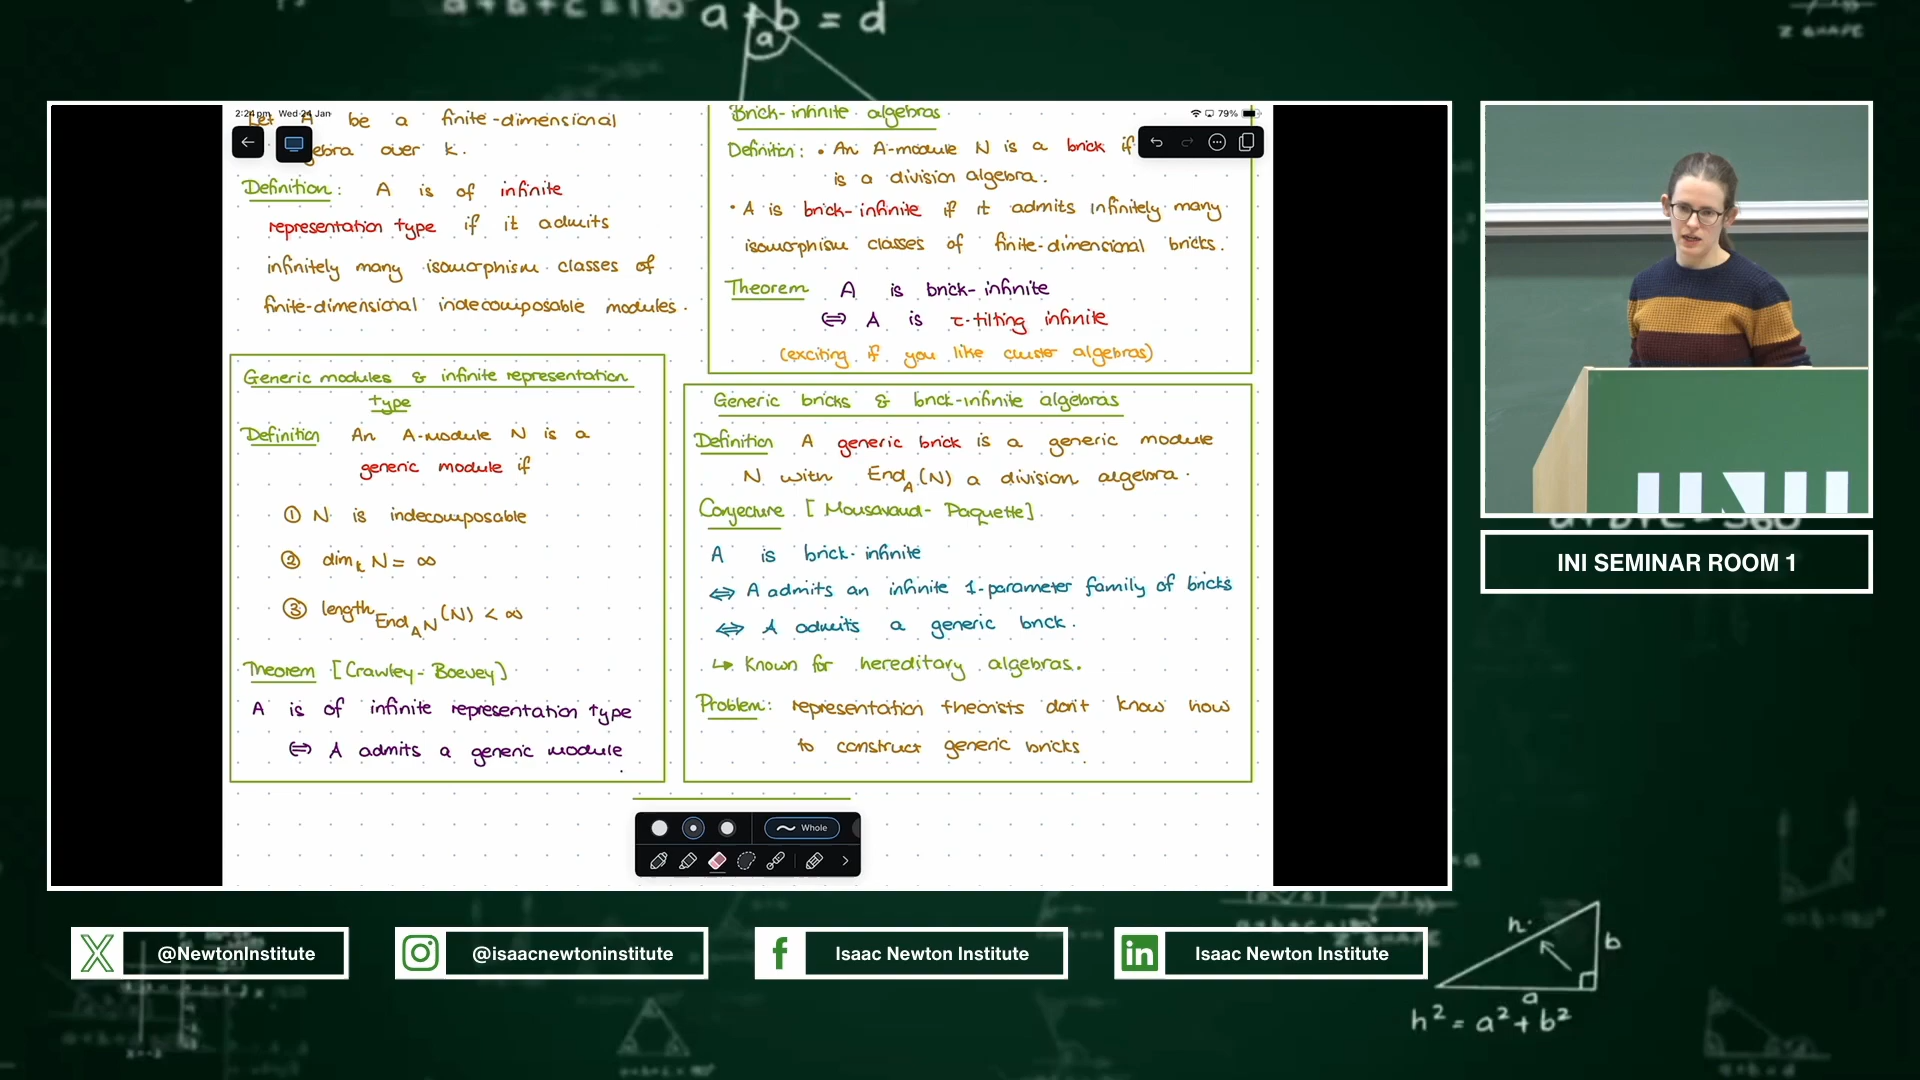 a + b + c = 180°
a + b = d
a
Z SHAPE
2:24 pm Wed 24 Jan
79%
Let A be a finite-dimensional
gebra over k.
Definition: A is of infinite
representation type if it admits
infinitely many isomorphism classes of
finite-dimensional indecomposable modules.
Generic modules & infinite representation
type
Definition An A-module N is a
generic module if
① N is indecomposable
② dim_k N = ∞
③ length_{End_A N} (N) < ∞
Theorem [Crawley-Boevey]
A is of infinite representation type
⇔ A admits a generic module
Brick-infinite algebras
Definition: • An A-module N is a brick if
is a division algebra.
• A is brick-infinite if it admits infinitely many
isomorphism classes of finite-dimensional bricks.
Theorem A is brick-infinite
⇔ A is τ-tilting infinite
(exciting if you like cluster algebras)
Generic bricks & brick-infinite algebras
Definition A generic brick is a generic module
N with End_A(N) a division algebra.
Conjecture [Mousavand-Paquette]
A is brick-infinite
⇔ A admits an infinite 1-parameter family of bricks
⇔ A admits a generic brick.
↳ Known for hereditary algebras.
Problem: representation theorists don't know how
to construct generic bricks
Whole
INI SEMINAR ROOM 1
@NewtonInstitute
@isaacnewtoninstitute
Isaac Newton Institute
Isaac Newton Institute
h
b
a
h² = a² + b²